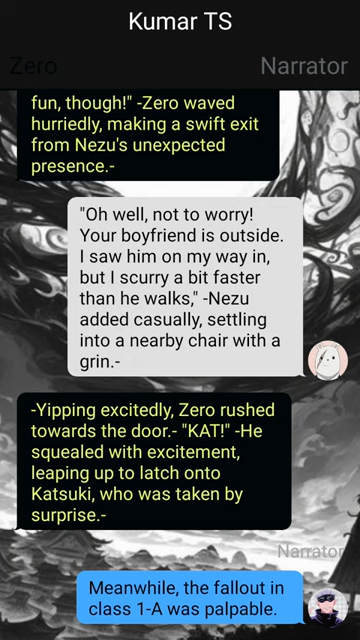 Kumar TS
Zero
Narrator
fun, though!" -Zero waved
hurriedly, making a swift exit
from Nezu's unexpected
presence.-
"Oh well, not to worry!
Your boyfriend is outside.
I saw him on my way in,
but I scurry a bit faster
than he walks," -Nezu
added casually, settling
into a nearby chair with a
grin.-
-Yipping excitedly, Zero rushed
towards the door.- "KAT!" -He
squealed with excitement,
leaping up to latch onto
Katsuki, who was taken by
surprise.-
Narrator
Meanwhile, the fallout in
class 1-A was palpable.